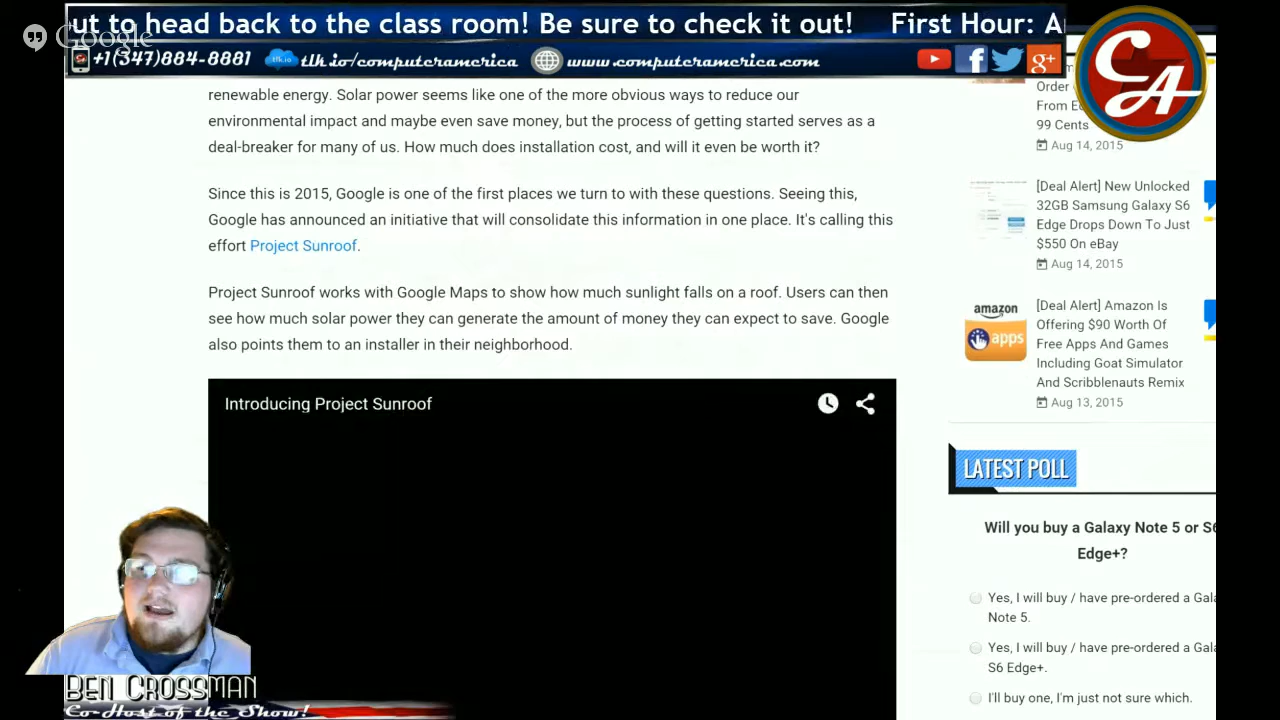 ut to head back to the class room! Be sure to check it out! First Hour: A
Google
+1(347)884-8881 tlk.io tlk.io/computeramerica www.computeramerica.com
CA
renewable energy. Solar power seems like one of the more obvious ways to reduce our
environmental impact and maybe even save money, but the process of getting started serves as a
deal-breaker for many of us. How much does installation cost, and will it even be worth it?
Since this is 2015, Google is one of the first places we turn to with these questions. Seeing this,
Google has announced an initiative that will consolidate this information in one place. It's calling this
effort Project Sunroof.
Project Sunroof works with Google Maps to show how much sunlight falls on a roof. Users can then
see how much solar power they can generate the amount of money they can expect to save. Google
also points them to an installer in their neighborhood.
Introducing Project Sunroof
Order
From
99 Cents
Aug 14, 2015
[Deal Alert] New Unlocked
32GB Samsung Galaxy S6
Edge Drops Down To Just
$550 On eBay
Aug 14, 2015
amazon
apps
[Deal Alert] Amazon Is
Offering $90 Worth Of
Free Apps And Games
Including Goat Simulator
And Scribblenauts Remix
Aug 13, 2015
LATEST POLL
Will you buy a Galaxy Note 5 or S6
Edge+?
Yes, I will buy / have pre-ordered a Gala
Note 5.
Yes, I will buy / have pre-ordered a Gala
S6 Edge+.
I'll buy one, I'm just not sure which.
Ben Crossman
Co-Host of the Show!